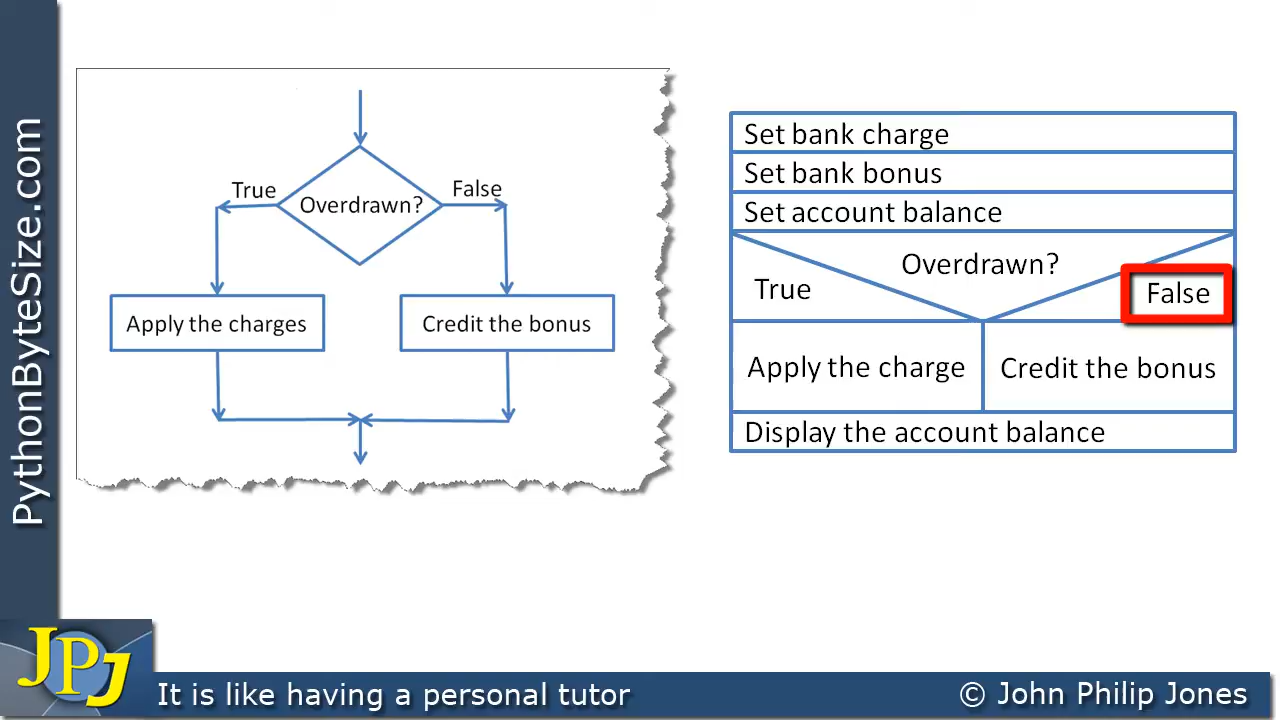 PythonByteSize.com
True
False
Overdrawn?
Apply the charges
Credit the bonus
Set bank charge
Set bank bonus
Set account balance
Overdrawn?
True
False
Apply the charge
Credit the bonus
Display the account balance
JPJ
It is like having a personal tutor
© John Philip Jones